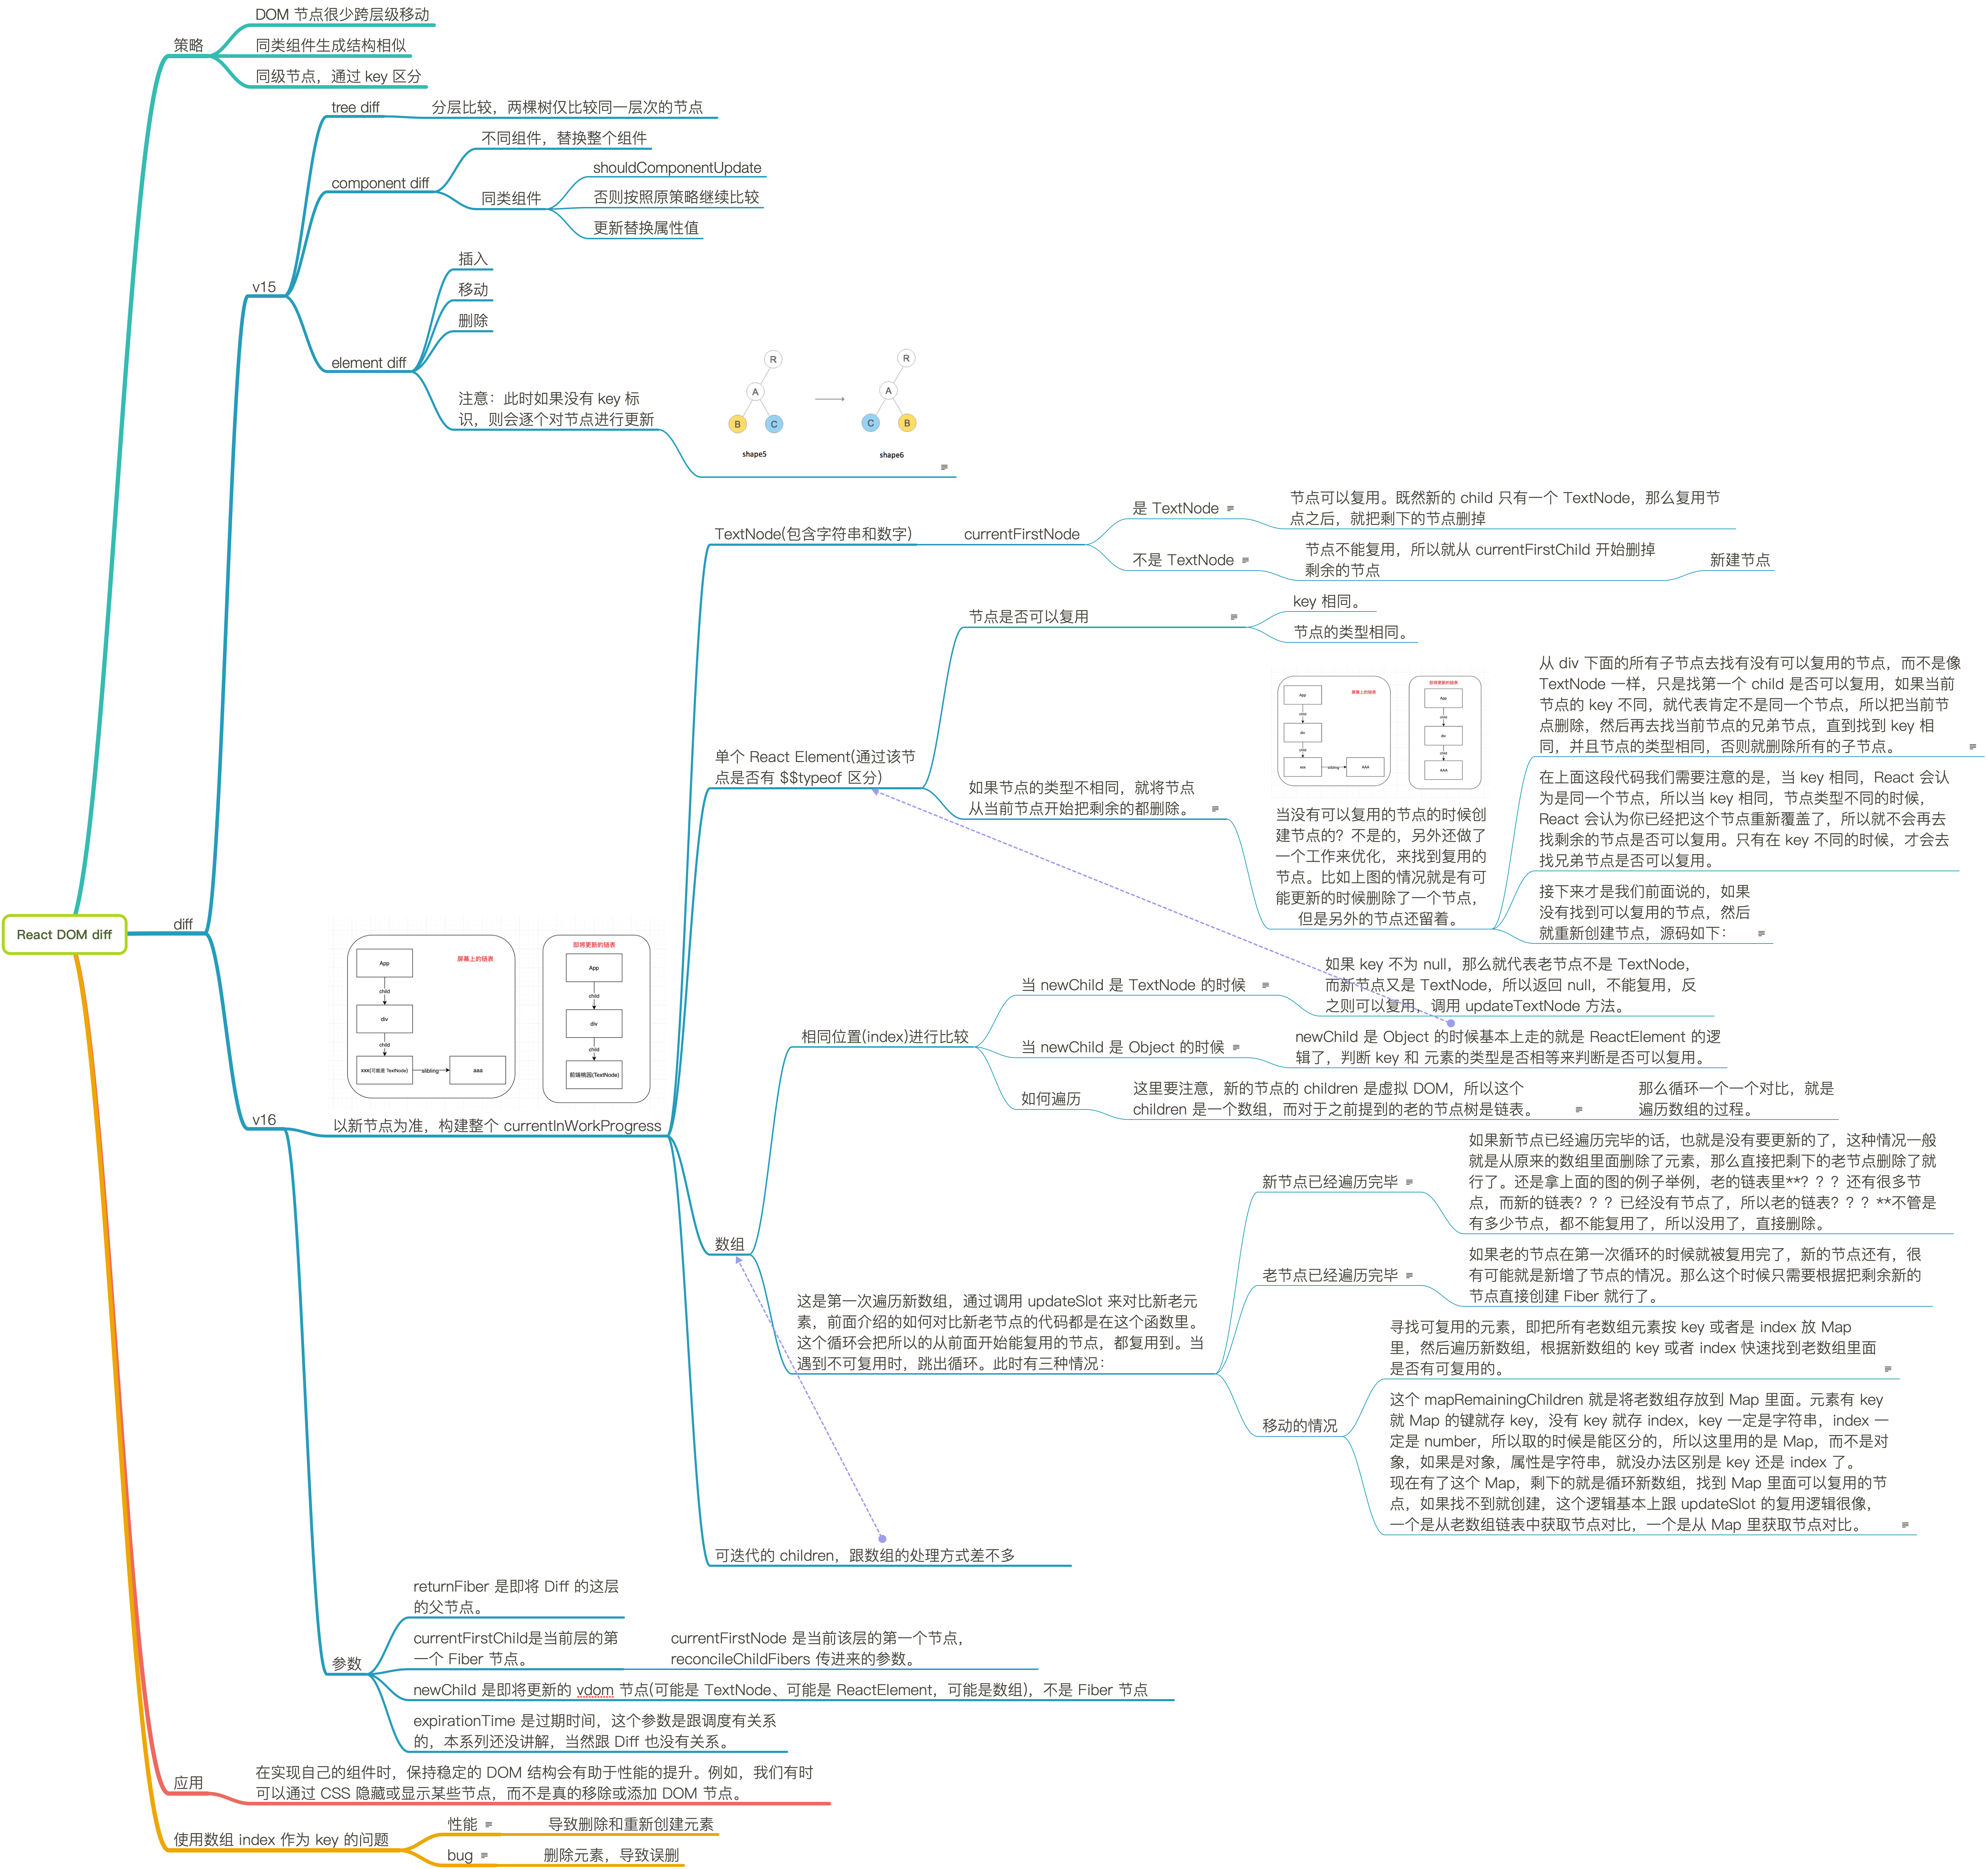 React DOM diff
策略
DOM 节点很少跨层级移动
同类组件生成结构相似
同级节点，通过 key 区分
diff
v15
tree diff
分层比较，两棵树仅比较同一层次的节点
component diff
不同组件，替换整个组件
同类组件
shouldComponentUpdate
否则按照原策略继续比较
更新替换属性值
element diff
插入
移动
删除
注意：此时如果没有 key 标
识，则会逐个对节点进行更新
R
A
B
C
shape5
R
A
C
B
shape6
v16
屏幕上的链表
App
child
div
child
xxx(可能是 TextNode)
sibling
aaa
即将更新的链表
App
child
div
child
前端桃园(TextNode)
以新节点为准，构建整个 currentInWorkProgress
TextNode(包含字符串和数字)
currentFirstNode
是 TextNode
节点可以复用。既然新的 child 只有一个 TextNode，那么复用节
点之后，就把剩下的节点删掉
不是 TextNode
节点不能复用，所以就从 currentFirstChild 开始删掉
剩余的节点
新建节点
单个 React Element(通过该节
点是否有 $$typeof 区分)
节点是否可以复用
key 相同。
节点的类型相同。
如果节点的类型不相同，就将节点
从当前节点开始把剩余的都删除。
屏幕上的链表
App
child
div
child
xxx
sibling
AAA
即将更新的链表
App
child
div
child
AAA
当没有可以复用的节点的时候创
建节点的？不是的，另外还做了
一个工作来优化，来找到复用的
节点。比如上图的情况就是有可
能更新的时候删除了一个节点，
但是另外的节点还留着。
从 div 下面的所有子节点去找有没有可以复用的节点，而不是像
TextNode 一样，只是找第一个 child 是否可以复用，如果当前
节点的 key 不同，就代表肯定不是同一个节点，所以把当前节
点删除，然后再去找当前节点的兄弟节点，直到找到 key 相
同，并且节点的类型相同，否则就删除所有的子节点。
在上面这段代码我们需要注意的是，当 key 相同，React 会认
为是同一个节点，所以当 key 相同，节点类型不同的时候，
React 会认为你已经把这个节点重新覆盖了，所以就不会再去
找剩余的节点是否可以复用。只有在 key 不同的时候，才会去
找兄弟节点是否可以复用。
接下来才是我们前面说的，如果
没有找到可以复用的节点，然后
就重新创建节点，源码如下：
数组
相同位置(index)进行比较
当 newChild 是 TextNode 的时候
如果 key 不为 null，那么就代表老节点不是 TextNode，
而新节点又是 TextNode，所以返回 null，不能复用，反
之则可以复用，调用 updateTextNode 方法。
当 newChild 是 Object 的时候
newChild 是 Object 的时候基本上走的就是 ReactElement 的逻
辑了，判断 key 和 元素的类型是否相等来判断是否可以复用。
如何遍历
这里要注意，新的节点的 children 是虚拟 DOM，所以这个
children 是一个数组，而对于之前提到的老的节点树是链表。
那么循环一个一个对比，就是
遍历数组的过程。
这是第一次遍历新数组，通过调用 updateSlot 来对比新老元
素，前面介绍的如何对比新老节点的代码都是在这个函数里。
这个循环会把所以的从前面开始能复用的节点，都复用到。当
遇到不可复用时，跳出循环。此时有三种情况：
新节点已经遍历完毕
如果新节点已经遍历完毕的话，也就是没有要更新的了，这种情况一般
就是从原来的数组里面删除了元素，那么直接把剩下的老节点删除了就
行了。还是拿上面的图的例子举例，老的链表里**？？？还有很多节
点，而新的链表？？？已经没有节点了，所以老的链表？？？**不管是
有多少节点，都不能复用了，所以没用了，直接删除。
老节点已经遍历完毕
如果老的节点在第一次循环的时候就被复用完了，新的节点还有，很
有可能就是新增了节点的情况。那么这个时候只需要根据把剩余新的
节点直接创建 Fiber 就行了。
移动的情况
寻找可复用的元素，即把所有老数组元素按 key 或者是 index 放 Map
里，然后遍历新数组，根据新数组的 key 或者 index 快速找到老数组里面
是否有可复用的。
这个 mapRemainingChildren 就是将老数组存放到 Map 里面。元素有 key
就 Map 的键就存 key，没有 key 就存 index，key 一定是字符串，index 一
定是 number，所以取的时候是能区分的，所以这里用的是 Map，而不是对
象，如果是对象，属性是字符串，就没办法区别是 key 还是 index 了。
现在有了这个 Map，剩下的就是循环新数组，找到 Map 里面可以复用的节
点，如果找不到就创建，这个逻辑基本上跟 updateSlot 的复用逻辑很像，
一个是从老数组链表中获取节点对比，一个是从 Map 里获取节点对比。
可迭代的 children，跟数组的处理方式差不多
参数
returnFiber 是即将 Diff 的这层
的父节点。
currentFirstChild是当前层的第
一个 Fiber 节点。
currentFirstNode 是当前该层的第一个节点，
reconcileChildFibers 传进来的参数。
newChild 是即将更新的 vdom 节点(可能是 TextNode、可能是 ReactElement，可能是数组)，不是 Fiber 节点
expirationTime 是过期时间，这个参数是跟调度有关系
的，本系列还没讲解，当然跟 Diff 也没有关系。
应用
在实现自己的组件时，保持稳定的 DOM 结构会有助于性能的提升。例如，我们有时
可以通过 CSS 隐藏或显示某些节点，而不是真的移除或添加 DOM 节点。
使用数组 index 作为 key 的问题
性能
导致删除和重新创建元素
bug
删除元素，导致误删